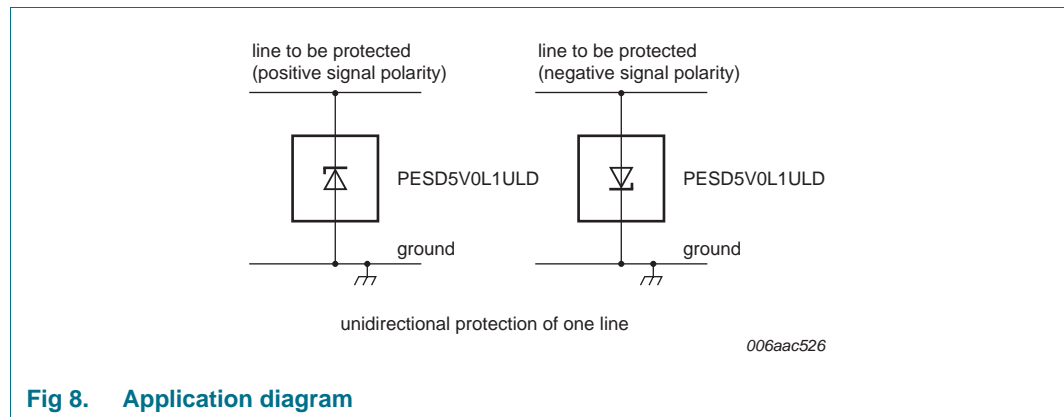 line to be protected
(positive signal polarity)
line to be protected
(negative signal polarity)
PESD5V0L1ULD
PESD5V0L1ULD
ground
ground
unidirectional protection of one line
006aac526
Fig 8. Application diagram